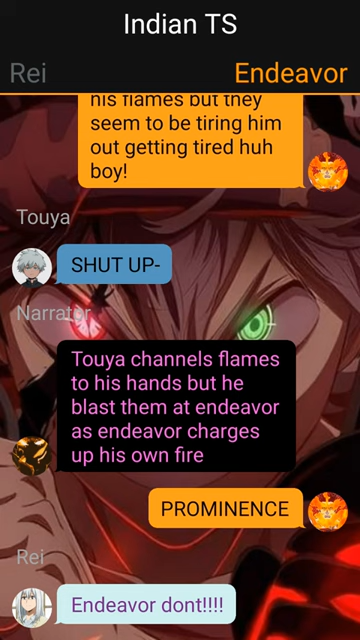 Indian TS
Rei
Endeavor
his flames but they
seem to be tiring him
out getting tired huh
boy!
Touya
SHUT UP-
Narrator
Touya channels flames
to his hands but he
blast them at endeavor
as endeavor charges
up his own fire
PROMINENCE
Rei
Endeavor dont!!!!